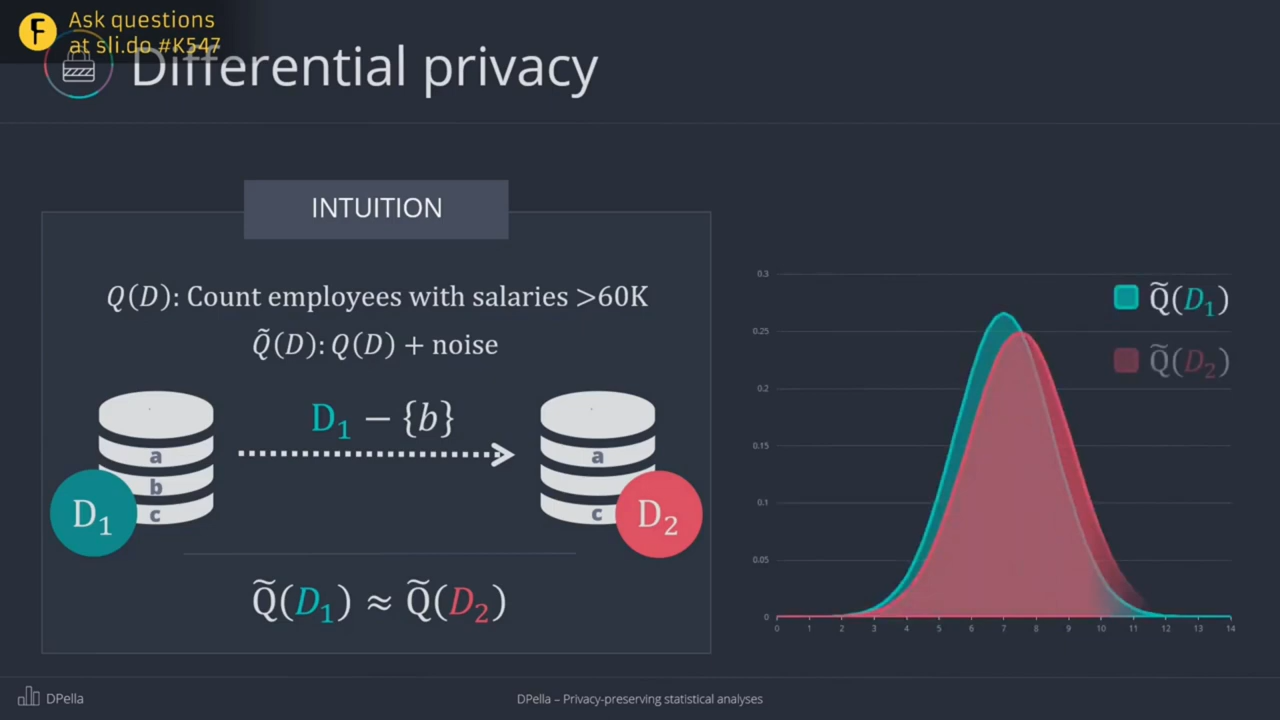 F
Ask questions
at sli.do #K547
Differential privacy
INTUITION
Q(D): Count employees with salaries >60K
Q̃(D): Q(D) + noise
D₁ − {b}
a
b
c
D₁
a
c
D₂
Q̃(D₁) ≈ Q̃(D₂)
0.3
0.25
0.2
0.15
0.1
0.05
0
0 1 2 3 4 5 6 7 8 9 10 11 12 13 14
Q̃(D₁)
Q̃(D₂)
DPella
DPella – Privacy-preserving statistical analyses